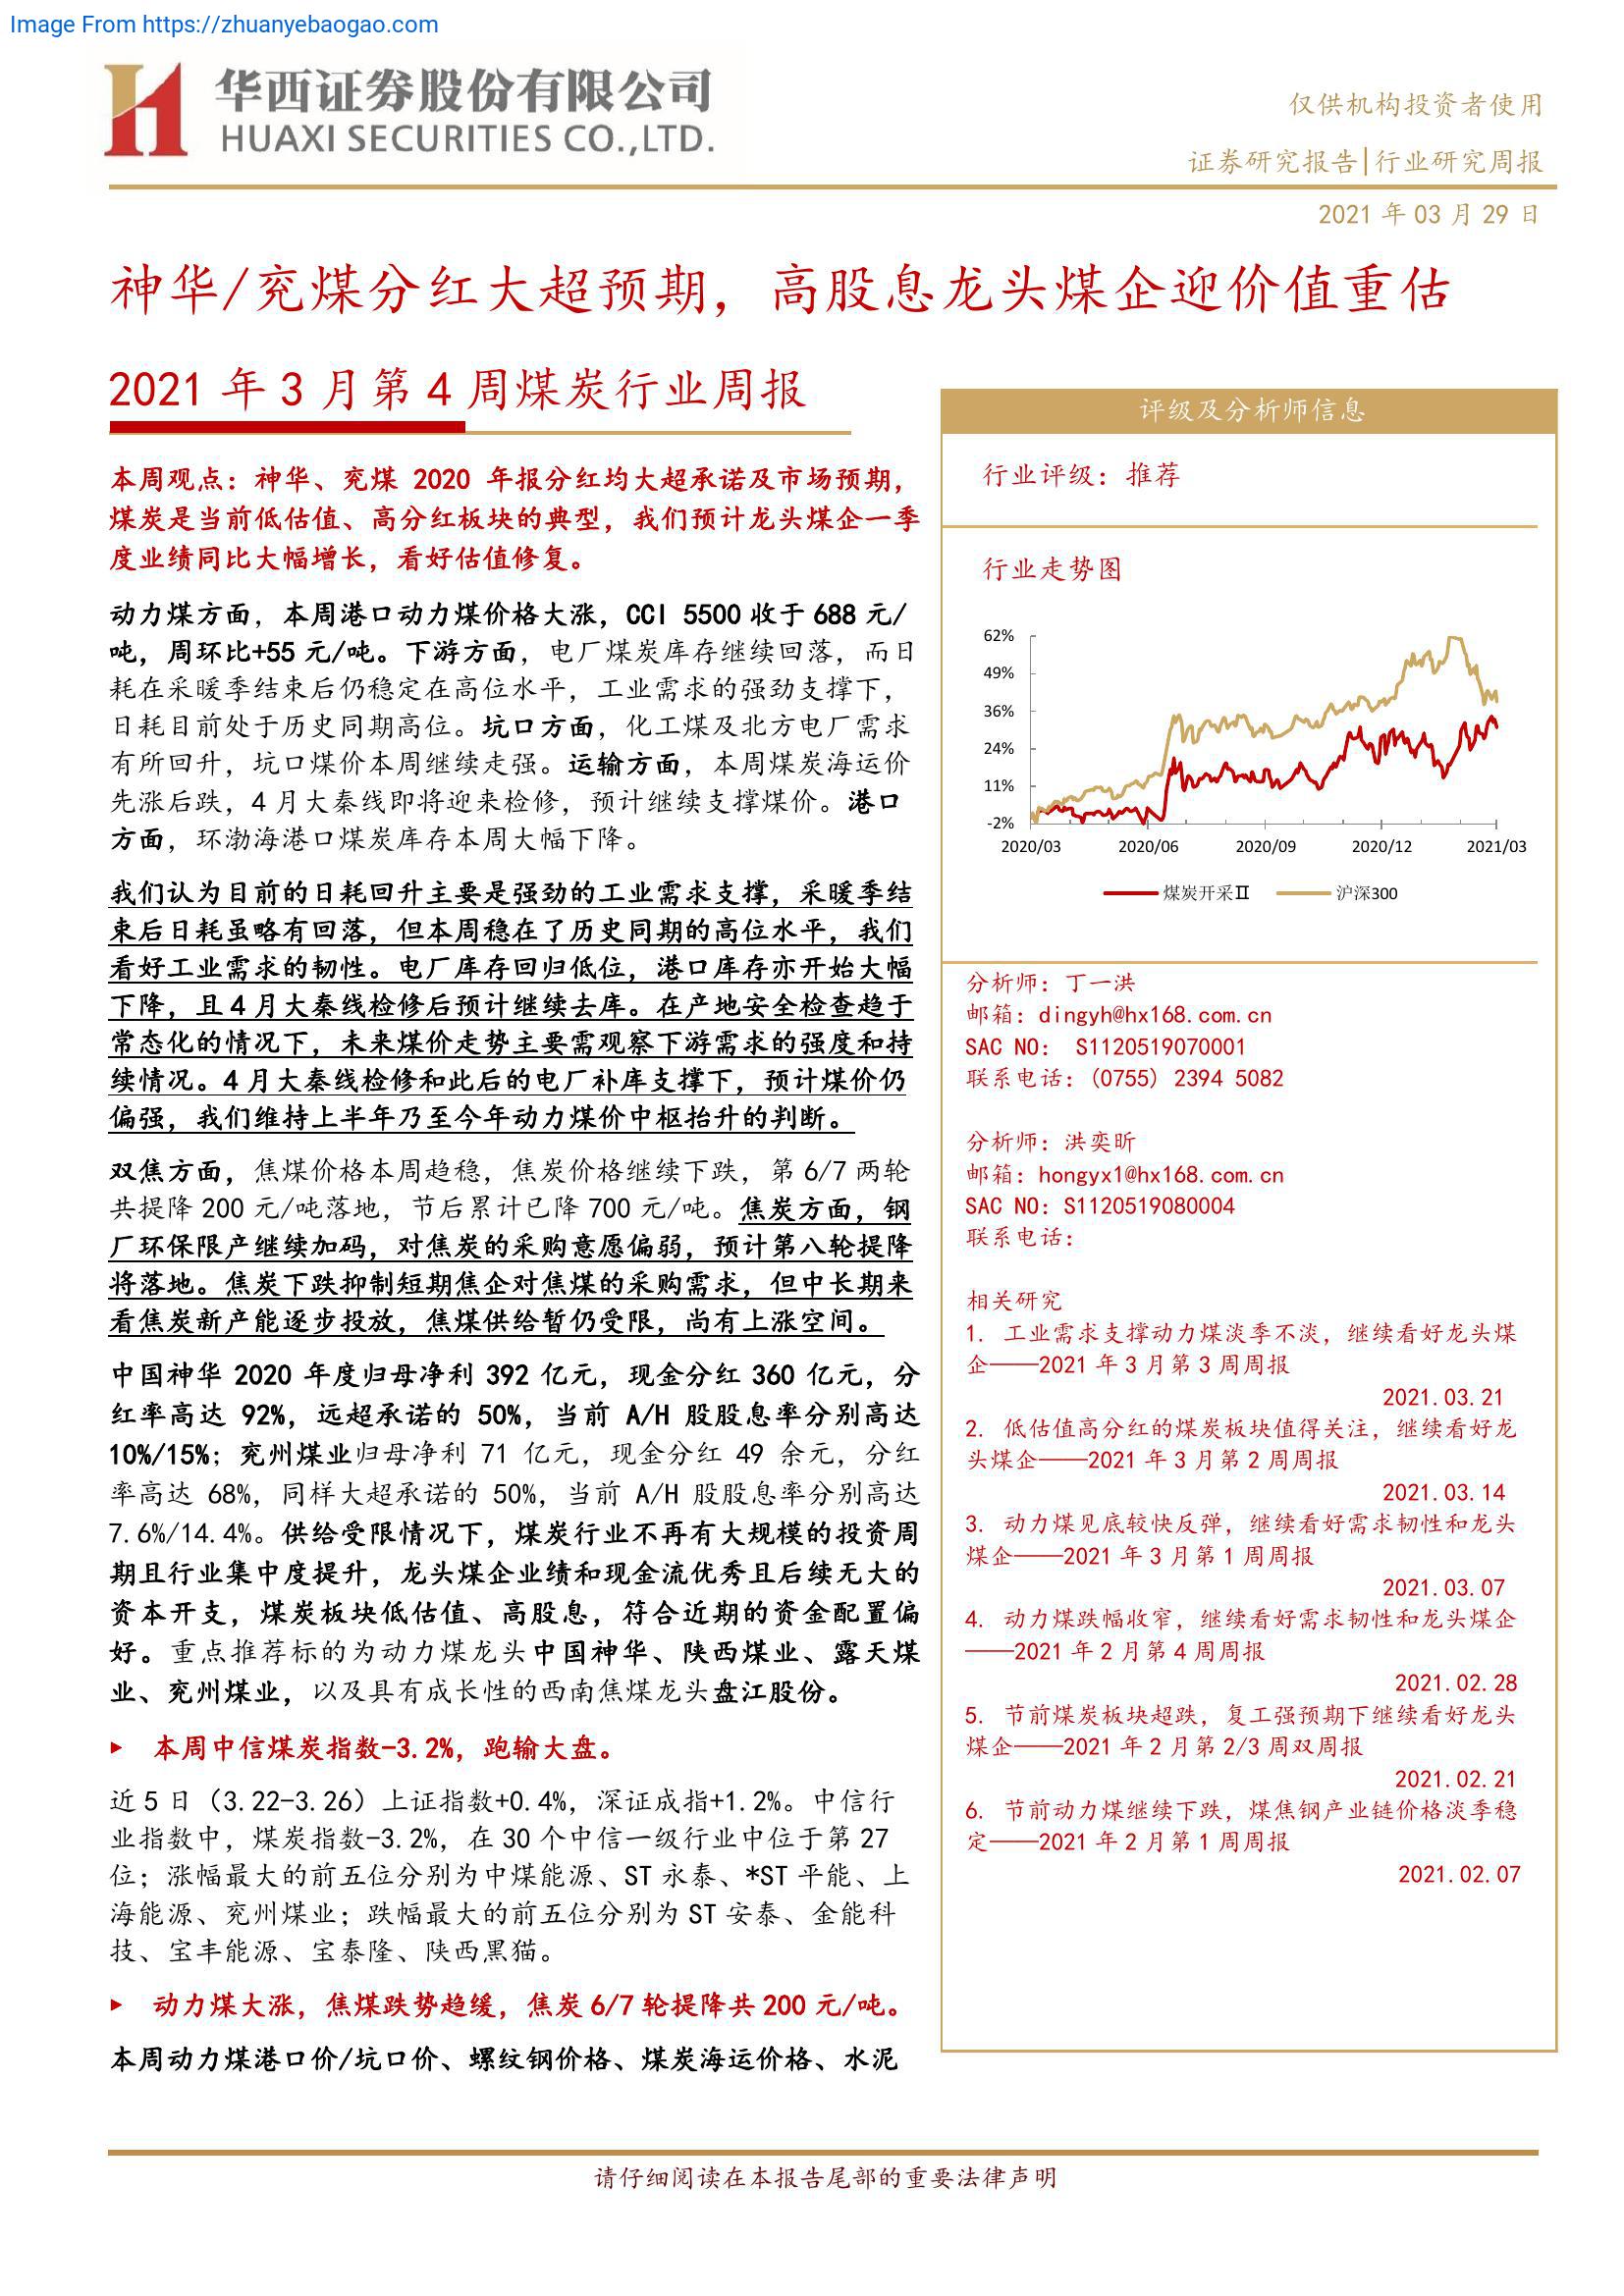 Image From https://zhuanyebaogao.com
华西证券股份有限公司
HUAXI SECURITIES CO.,LTD.
仅供机构投资者使用
证券研究报告|行业研究周报
2021 年 03 月 29 日
神华/兖煤分红大超预期，高股息龙头煤企迎价值重估
2021 年 3 月第 4 周煤炭行业周报
本周观点：神华、兖煤 2020 年报分红均大超承诺及市场预期，
煤炭是当前低估值、高分红板块的典型，我们预计龙头煤企一季
度业绩同比大幅增长，看好估值修复。
动力煤方面，本周港口动力煤价格大涨，CCI 5500 收于 688 元/
吨，周环比+55 元/吨。下游方面，电厂煤炭库存继续回落，而日
耗在采暖季结束后仍稳定在高位水平，工业需求的强劲支撑下，
日耗目前处于历史同期高位。坑口方面，化工煤及北方电厂需求
有所回升，坑口煤价本周继续走强。运输方面，本周煤炭海运价
先涨后跌，4 月大秦线即将迎来检修，预计继续支撑煤价。港口
方面，环渤海港口煤炭库存本周大幅下降。
我们认为目前的日耗回升主要是强劲的工业需求支撑，采暖季结
束后日耗虽略有回落，但本周稳在了历史同期的高位水平，我们
看好工业需求的韧性。电厂库存回归低位，港口库存亦开始大幅
下降，且 4 月大秦线检修后预计继续去库。在产地安全检查趋于
常态化的情况下，未来煤价走势主要需观察下游需求的强度和持
续情况。4 月大秦线检修和此后的电厂补库支撑下，预计煤价仍
偏强，我们维持上半年乃至今年动力煤价中枢抬升的判断。
双焦方面，焦煤价格本周趋稳，焦炭价格继续下跌，第 6/7 两轮
共提降 200 元/吨落地，节后累计已降 700 元/吨。焦炭方面，钢
厂环保限产继续加码，对焦炭的采购意愿偏弱，预计第八轮提降
将落地。焦炭下跌抑制短期焦企对焦煤的采购需求，但中长期来
看焦炭新产能逐步投放，焦煤供给暂仍受限，尚有上涨空间。
中国神华 2020 年度归母净利 392 亿元，现金分红 360 亿元，分
红率高达 92%，远超承诺的 50%，当前 A/H 股股息率分别高达
10%/15%；兖州煤业归母净利 71 亿元，现金分红 49 余元，分红
率高达 68%，同样大超承诺的 50%，当前 A/H 股股息率分别高达
7.6%/14.4%。供给受限情况下，煤炭行业不再有大规模的投资周
期且行业集中度提升，龙头煤企业绩和现金流优秀且后续无大的
资本开支，煤炭板块低估值、高股息，符合近期的资金配置偏
好。重点推荐标的为动力煤龙头中国神华、陕西煤业、露天煤
业、兖州煤业，以及具有成长性的西南焦煤龙头盘江股份。
▶ 本周中信煤炭指数-3.2%，跑输大盘。
近 5 日（3.22-3.26）上证指数+0.4%，深证成指+1.2%。中信行
业指数中，煤炭指数-3.2%，在 30 个中信一级行业中位于第 27
位；涨幅最大的前五位分别为中煤能源、ST 永泰、*ST 平能、上
海能源、兖州煤业；跌幅最大的前五位分别为 ST 安泰、金能科
技、宝丰能源、宝泰隆、陕西黑猫。
▶ 动力煤大涨，焦煤跌势趋缓，焦炭 6/7 轮提降共 200 元/吨。
本周动力煤港口价/坑口价、螺纹钢价格、煤炭海运价格、水泥
评级及分析师信息
行业评级：推荐
行业走势图
62%
49%
36%
24%
11%
-2%
2020/03 2020/06 2020/09 2020/12 2021/03
煤炭开采Ⅱ 沪深300
分析师：丁一洪
邮箱：dingyh@hx168.com.cn
SAC NO： S1120519070001
联系电话：(0755) 2394 5082
分析师：洪奕昕
邮箱：hongyx1@hx168.com.cn
SAC NO：S1120519080004
联系电话：
相关研究
1. 工业需求支撑动力煤淡季不淡，继续看好龙头煤
企——2021 年 3 月第 3 周周报
2021.03.21
2. 低估值高分红的煤炭板块值得关注，继续看好龙
头煤企——2021 年 3 月第 2 周周报
2021.03.14
3. 动力煤见底较快反弹，继续看好需求韧性和龙头
煤企——2021 年 3 月第 1 周周报
2021.03.07
4. 动力煤跌幅收窄，继续看好需求韧性和龙头煤企
——2021 年 2 月第 4 周周报
2021.02.28
5. 节前煤炭板块超跌，复工强预期下继续看好龙头
煤企——2021 年 2 月第 2/3 周双周报
2021.02.21
6. 节前动力煤继续下跌，煤焦钢产业链价格淡季稳
定——2021 年 2 月第 1 周周报
2021.02.07
请仔细阅读在本报告尾部的重要法律声明